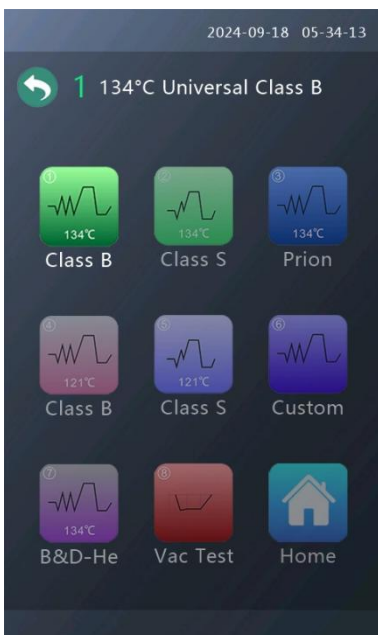 2024-09-18 05-34-13
1 134°C Universal Class B
① ② ③
134℃ 134℃ 134℃
Class B Class S Prion
④ ⑤ ⑥
121℃ 121℃
Class B Class S Custom
⑦ ⑧
134℃
B&D-He Vac Test Home